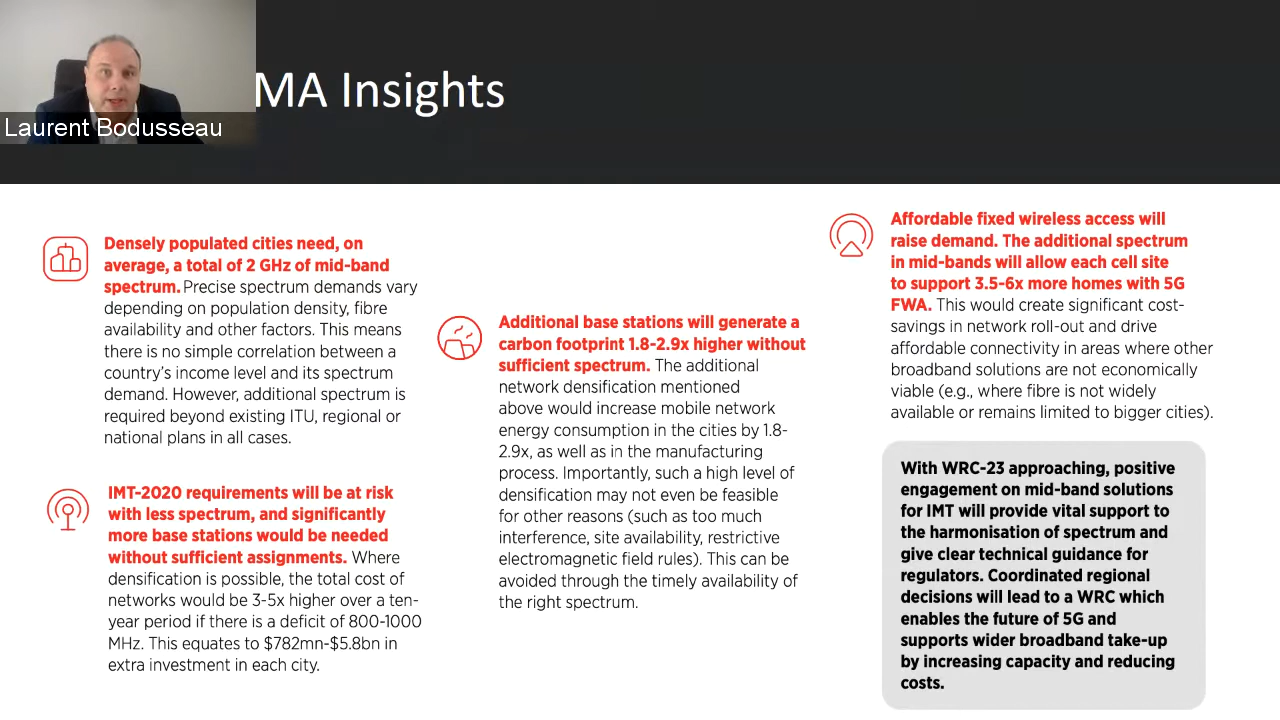 MA Insights
Laurent Bodusseau
Densely populated cities need, on
average, a total of 2 GHz of mid-band
spectrum. Precise spectrum demands vary
depending on population density, fibre
availability and other factors. This means
there is no simple correlation between a
country's income level and its spectrum
demand. However, additional spectrum is
required beyond existing ITU, regional or
national plans in all cases.
IMT-2020 requirements will be at risk
with less spectrum, and significantly
more base stations would be needed
without sufficient assignments. Where
densification is possible, the total cost of
networks would be 3-5x higher over a ten-
year period if there is a deficit of 800-1000
MHz. This equates to $782mn-$5.8bn in
extra investment in each city.
Additional base stations will generate a
carbon footprint 1.8-2.9x higher without
sufficient spectrum. The additional
network densification mentioned
above would increase mobile network
energy consumption in the cities by 1.8-
2.9x, as well as in the manufacturing
process. Importantly, such a high level of
densification may not even be feasible
for other reasons (such as too much
interference, site availability, restrictive
electromagnetic field rules). This can be
avoided through the timely availability of
the right spectrum.
Affordable fixed wireless access will
raise demand. The additional spectrum
in mid-bands will allow each cell site
to support 3.5-6x more homes with 5G
FWA. This would create significant cost-
savings in network roll-out and drive
affordable connectivity in areas where other
broadband solutions are not economically
viable (e.g., where fibre is not widely
available or remains limited to bigger cities).
With WRC-23 approaching, positive
engagement on mid-band solutions
for IMT will provide vital support to
the harmonisation of spectrum and
give clear technical guidance for
regulators. Coordinated regional
decisions will lead to a WRC which
enables the future of 5G and
supports wider broadband take-up
by increasing capacity and reducing
costs.